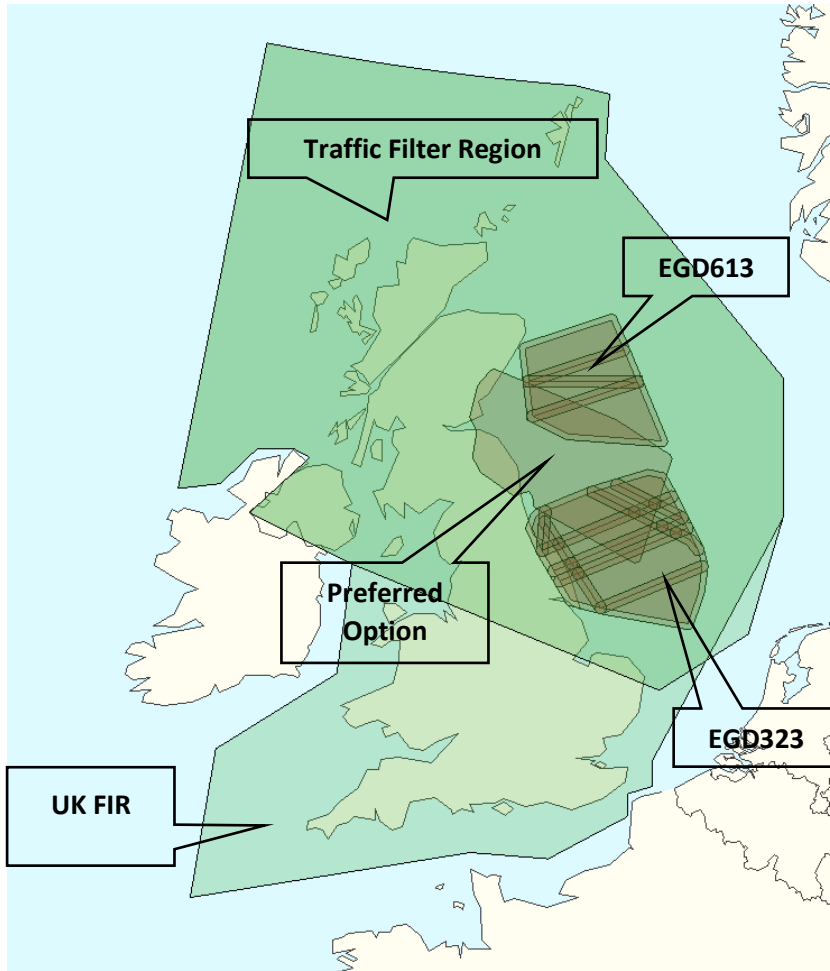 Traffic Filter Region
EGD613
Preferred
Option
EGD323
UK FIR